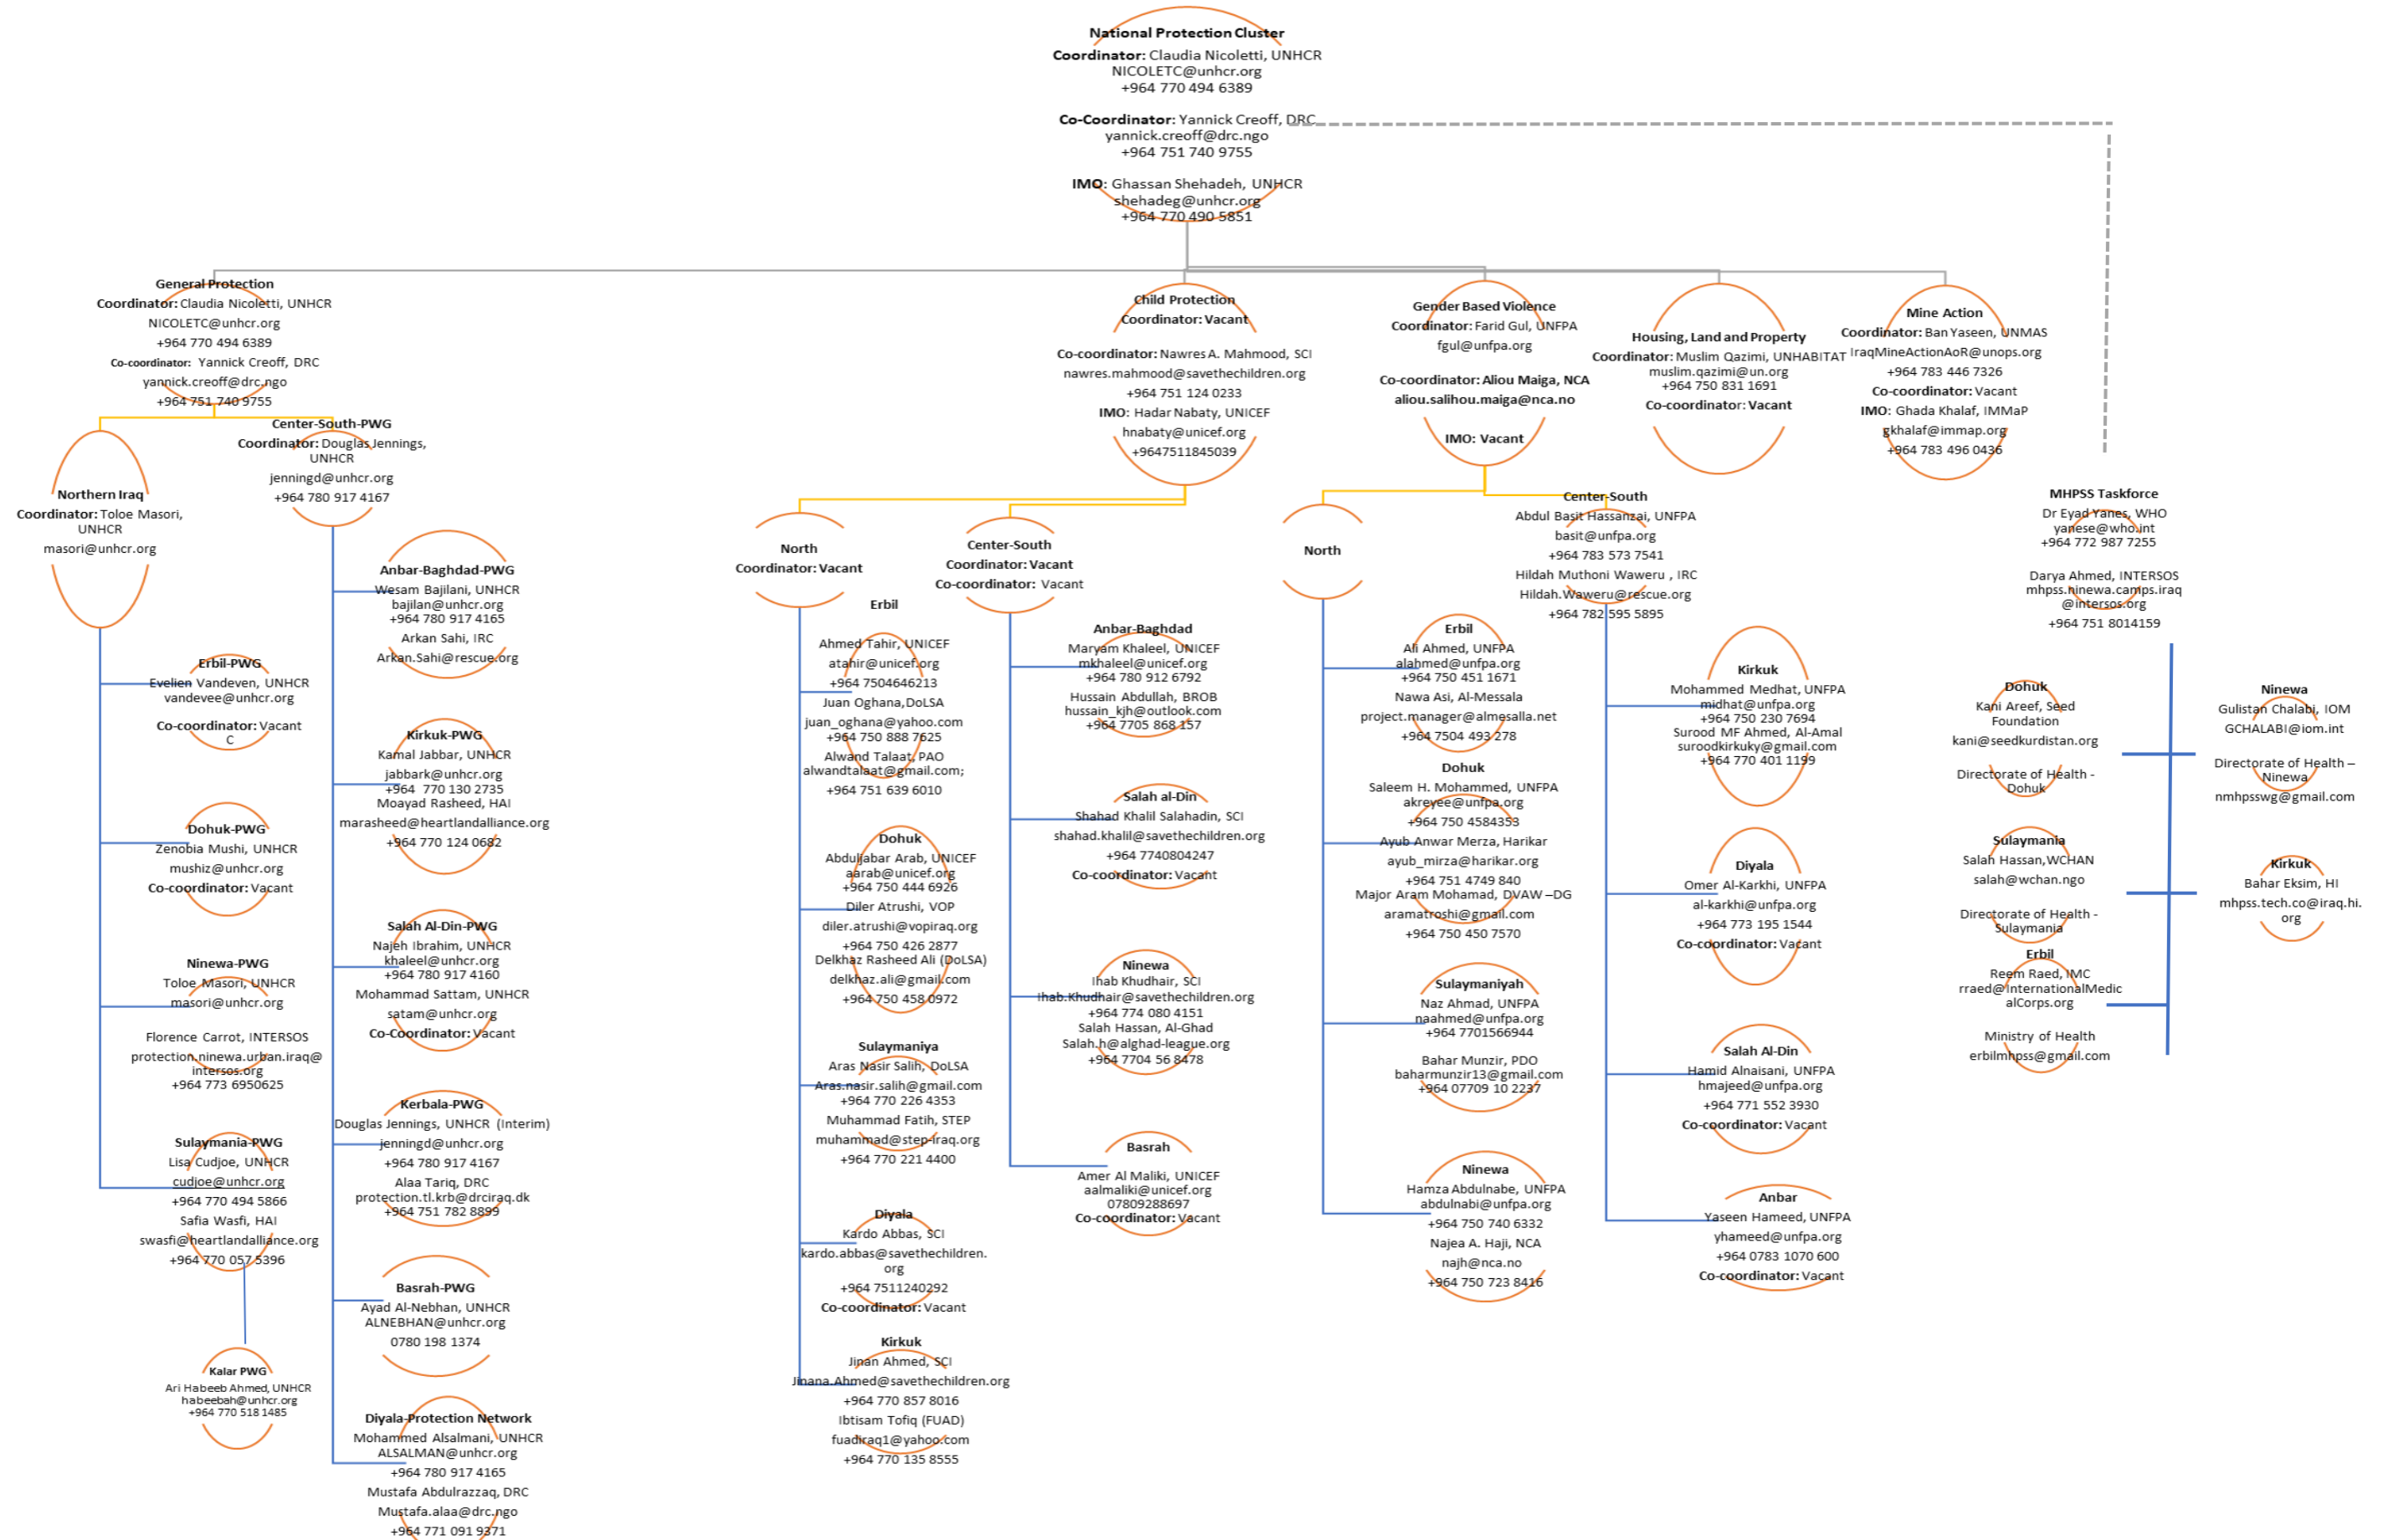 National Protection Cluster
Coordinator: Claudia Nicoletti, UNHCR
NICOLETC@unhcr.org
+964 770 494 6389
Co-Coordinator: Yannick Creoff, DRC
yannick.creoff@drc.ngo
+964 751 740 9755
IMO: Ghassan Shehadeh, UNHCR
shehadeg@unhcr.org
+964 770 490 5851
General Protection
Coordinator: Claudia Nicoletti, UNHCR
NICOLETC@unhcr.org
+964 770 494 6389
Co-coordinator: Yannick Creoff, DRC
yannick.creoff@drc.ngo
+964 751 740 9755
Northern Iraq
Coordinator: Toloe Masori,
UNHCR
masori@unhcr.org
Erbil-PWG
Evelien Vandeven, UNHCR
vandevee@unhcr.org
Co-coordinator: Vacant
C
Dohuk-PWG
Zenobia Mushi, UNHCR
mushiz@unhcr.org
Co-coordinator: Vacant
Ninewa-PWG
Toloe Masori, UNHCR
masori@unhcr.org
Florence Carrot, INTERSOS
protection.ninewa.urban.iraq@
intersos.org
+964 773 6950625
Sulaymania-PWG
Lisa Cudjoe, UNHCR
cudjoe@unhcr.org
+964 770 494 5866
Safia Wasfi, HAI
swasfi@heartlandalliance.org
+964 770 057 5396
Kalar PWG
Ari Habeeb Ahmed, UNHCR
habeebah@unhcr.org
+964 770 518 1485
Center-South-PWG
Coordinator: Douglas Jennings,
UNHCR
jenningd@unhcr.org
+964 780 917 4167
Anbar-Baghdad-PWG
Wesam Bajilani, UNHCR
bajilan@unhcr.org
+964 780 917 4165
Arkan Sahi, IRC
Arkan.Sahi@rescue.org
Kirkuk-PWG
Kamal Jabbar, UNHCR
jabbark@unhcr.org
+964 770 130 2735
Moayad Rasheed, HAI
marasheed@heartlandalliance.org
+964 770 124 0682
Salah Al-Din-PWG
Najeh Ibrahim, UNHCR
khaleel@unhcr.org
+964 780 917 4160
Mohammad Sattam, UNHCR
satam@unhcr.org
Co-Coordinator: Vacant
Kerbala-PWG
Douglas Jennings, UNHCR (Interim)
jenningd@unhcr.org
+964 780 917 4167
Alaa Tariq, DRC
protection.tl.krb@drciraq.dk
+964 751 782 8899
Basrah-PWG
Ayad Al-Nebhan, UNHCR
ALNEBHAN@unhcr.org
0780 198 1374
Diyala-Protection Network
Mohammed Alsalmani, UNHCR
ALSALMAN@unhcr.org
+964 780 917 4165
Mustafa Abdulrazzaq, DRC
Mustafa.alaa@drc.ngo
+964 771 091 9371
Child Protection
Coordinator: Vacant
Co-coordinator: Nawres A. Mahmood, SCI
nawres.mahmood@savethechildren.org
+964 751 124 0233
IMO: Hadar Nabaty, UNICEF
hnabaty@unicef.org
+9647511845039
North
Coordinator: Vacant
Erbil
Ahmed Tahir, UNICEF
atahir@unicef.org
+964 7504646213
Juan Oghana,DoLSA
juan_oghana@yahoo.com
+964 750 888 7625
Alwand Talaat, PAO
alwandtalaat@gmail.com;
+964 751 639 6010
Dohuk
Abduljabar Arab, UNICEF
aarab@unicef.org
+964 750 444 6926
Diler Atrushi, VOP
diler.atrushi@vopiraq.org
+964 750 426 2877
Delkhaz Rasheed Ali (DoLSA)
delkhaz.ali@gmail.com
+964 750 458 0972
Sulaymaniya
Aras Nasir Salih, DoLSA
Aras.nasir.salih@gmail.com
+964 770 226 4353
Muhammad Fatih, STEP
muhammad@step-iraq.org
+964 770 221 4400
Diyala
Kardo Abbas, SCI
kardo.abbas@savethechildren.
org
+964 7511240292
Co-coordinator: Vacant
Kirkuk
Jinan Ahmed, SCI
Jinana.Ahmed@savethechildren.org
+964 770 857 8016
Ibtisam Tofiq (FUAD)
fuadiraq1@yahoo.com
+964 770 135 8555
Center-South
Coordinator: Vacant
Co-coordinator: Vacant
Anbar-Baghdad
Maryam Khaleel, UNICEF
mkhaleel@unicef.org
+964 780 912 6792
Hussain Abdullah, BROB
hussain_kjh@outlook.com
+964 7705 868 157
Salah al-Din
Shahad Khalil Salahadin, SCI
shahad.khalil@savethechildren.org
+964 7740804247
Co-coordinator: Vacant
Ninewa
Ihab Khudhair, SCI
Ihab.Khudhair@savethechildren.org
+964 774 080 4151
Salah Hassan, Al-Ghad
Salah.h@alghad-league.org
+964 7704 56 8478
Basrah
Amer Al Maliki, UNICEF
aalmaliki@unicef.org
07809288697
Co-coordinator: Vacant
Gender Based Violence
Coordinator: Farid Gul, UNFPA
fgul@unfpa.org
Co-coordinator: Aliou Maiga, NCA
aliou.salihou.maiga@nca.no
IMO: Vacant
North
Erbil
Ali Ahmed, UNFPA
alahmed@unfpa.org
+964 750 451 1671
Nawa Asi, Al-Messala
project.manager@almesalla.net
+964 7504 493 278
Dohuk
Saleem H. Mohammed, UNFPA
akreyee@unfpa.org
+964 750 4584353
Ayub Anwar Merza, Harikar
ayub_mirza@harikar.org
+964 751 4749 840
Major Aram Mohamad, DVAW –DG
aramatroshi@gmail.com
+964 750 450 7570
Sulaymaniyah
Naz Ahmad, UNFPA
naahmed@unfpa.org
+964 7701566944
Bahar Munzir, PDO
baharmunzir13@gmail.com
+964 07709 10 2237
Ninewa
Hamza Abdulnabe, UNFPA
abdulnabi@unfpa.org
+964 750 740 6332
Najea A. Haji, NCA
najh@nca.no
+964 750 723 8416
Center-South
Abdul Basit Hassanzai, UNFPA
basit@unfpa.org
+964 783 573 7541
Hildah Muthoni Waweru , IRC
Hildah.Waweru@rescue.org
+964 782 595 5895
Kirkuk
Mohammed Medhat, UNFPA
midhat@unfpa.org
+964 750 230 7694
Surood MF Ahmed, Al-Amal
suroodkirkuky@gmail.com
+964 770 401 1199
Diyala
Omer Al-Karkhi, UNFPA
al-karkhi@unfpa.org
+964 773 195 1544
Co-coordinator: Vacant
Salah Al-Din
Hamid Alnaisani, UNFPA
hmajeed@unfpa.org
+964 771 552 3930
Co-coordinator: Vacant
Anbar
Yaseen Hameed, UNFPA
yhameed@unfpa.org
+964 0783 1070 600
Co-coordinator: Vacant
Housing, Land and Property
Coordinator: Muslim Qazimi, UNHABITAT
muslim.qazimi@un.org
+964 750 831 1691
Co-coordinator: Vacant
Mine Action
Coordinator: Ban Yaseen, UNMAS
IraqMineActionAoR@unops.org
+964 783 446 7326
Co-coordinator: Vacant
IMO: Ghada Khalaf, IMMaP
gkhalaf@immap.org
+964 783 496 0436
MHPSS Taskforce
Dr Eyad Yanes, WHO
yanese@who.int
+964 772 987 7255
Darya Ahmed, INTERSOS
mhpss.ninewa.camps.iraq
@intersos.org
+964 751 8014159
Dohuk
Kani Areef, Seed
Foundation
kani@seedkurdistan.org
Directorate of Health -
Dohuk
Sulaymania
Salah Hassan,WCHAN
salah@wchan.ngo
Directorate of Health -
Sulaymania
Erbil
Reem Raed, IMC
rraed@InternationalMedic
alCorps.org
Ministry of Health
erbilmhpss@gmail.com
Ninewa
Gulistan Chalabi, IOM
GCHALABI@iom.int
Directorate of Health –
Ninewa
nmhpsswg@gmail.com
Kirkuk
Bahar Eksim, HI
mhpss.tech.co@iraq.hi.
org